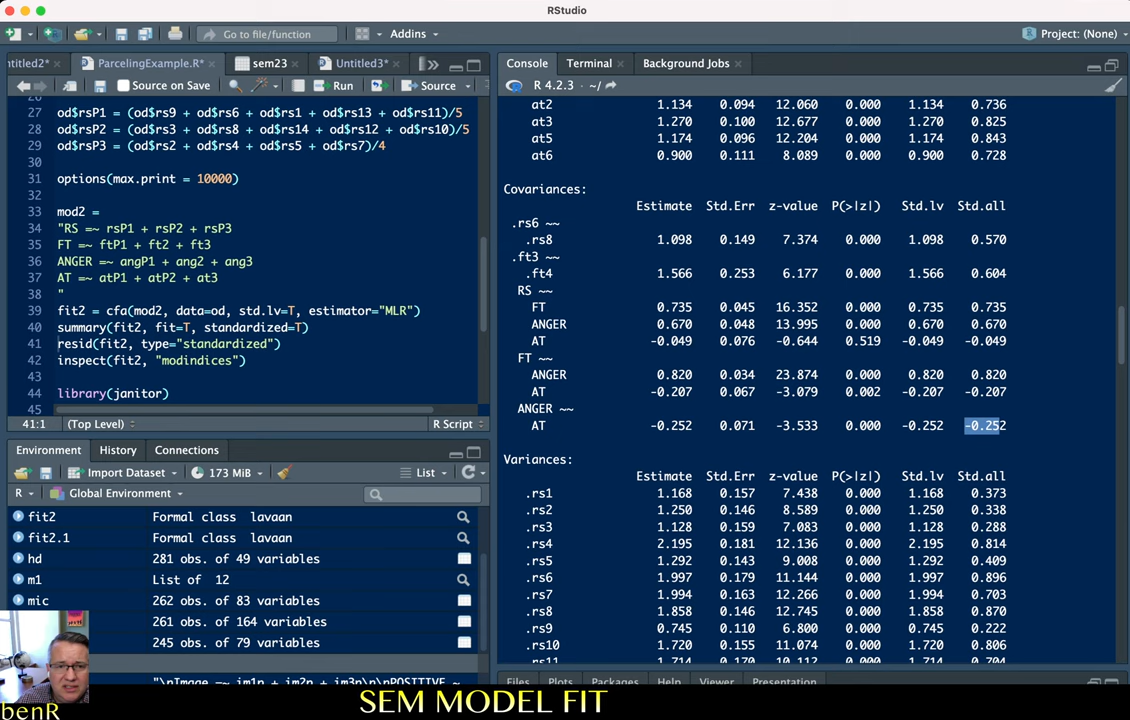 RStudio
Go to file/function
Addins
Project: (None)
ntitled2*
ParcelingExample.R*
sem23
Untitled3*
Source on Save
Run
Source
26
27 od$rsP1 = (od$rs9 + od$rs6 + od$rs1 + od$rs13 + od$rs11)/5
28 od$rsP2 = (od$rs3 + od$rs8 + od$rs14 + od$rs12 + od$rs10)/5
29 od$rsP3 = (od$rs2 + od$rs4 + od$rs5 + od$rs7)/4
30
31 options(max.print = 10000)
32
33 mod2 =
34 "RS =~ rsP1 + rsP2 + rsP3
35 FT =~ ftP1 + ft2 + ft3
36 ANGER =~ angP1 + ang2 + ang3
37 AT =~ atP1 + atP2 + at3
38 "
39 fit2 = cfa(mod2, data=od, std.lv=T, estimator="MLR")
40 summary(fit2, fit=T, standardized=T)
41 resid(fit2, type="standardized")
42 inspect(fit2, "modindices")
43
44 library(janitor)
45
41:1 (Top Level) R Script
Environment History Connections
Import Dataset 173 MiB List
R Global Environment
fit2 Formal class lavaan
fit2.1 Formal class lavaan
hd 281 obs. of 49 variables
m1 List of 12
mic 262 obs. of 83 variables
261 obs. of 164 variables
245 obs. of 79 variables
"\nImage =~ im1n + im2n + im3n\n\nPOSITIVE ~
Console Terminal Background Jobs
R 4.2.3 · ~/
at2 1.134 0.094 12.060 0.000 1.134 0.736
at3 1.270 0.100 12.677 0.000 1.270 0.825
at5 1.174 0.096 12.204 0.000 1.174 0.843
at6 0.900 0.111 8.089 0.000 0.900 0.728
Covariances:
Estimate Std.Err z-value P(>|z|) Std.lv Std.all
.rs6 ~~
.rs8 1.098 0.149 7.374 0.000 1.098 0.570
.ft3 ~~
.ft4 1.566 0.253 6.177 0.000 1.566 0.604
RS ~~
FT 0.735 0.045 16.352 0.000 0.735 0.735
ANGER 0.670 0.048 13.995 0.000 0.670 0.670
AT -0.049 0.076 -0.644 0.519 -0.049 -0.049
FT ~~
ANGER 0.820 0.034 23.874 0.000 0.820 0.820
AT -0.207 0.067 -3.079 0.002 -0.207 -0.207
ANGER ~~
AT -0.252 0.071 -3.533 0.000 -0.252 -0.252
Variances:
Estimate Std.Err z-value P(>|z|) Std.lv Std.all
.rs1 1.168 0.157 7.438 0.000 1.168 0.373
.rs2 1.250 0.146 8.589 0.000 1.250 0.338
.rs3 1.128 0.159 7.083 0.000 1.128 0.288
.rs4 2.195 0.181 12.136 0.000 2.195 0.814
.rs5 1.292 0.143 9.008 0.000 1.292 0.409
.rs6 1.997 0.179 11.144 0.000 1.997 0.896
.rs7 1.994 0.163 12.266 0.000 1.994 0.703
.rs8 1.858 0.146 12.745 0.000 1.858 0.870
.rs9 0.745 0.110 6.800 0.000 0.745 0.222
.rs10 1.720 0.155 11.074 0.000 1.720 0.806
.rs11 1.714 0.170 10.112 0.000 1.714 0.704
Files Plots Packages Help Viewer Presentation
benR
SEM MODEL FIT